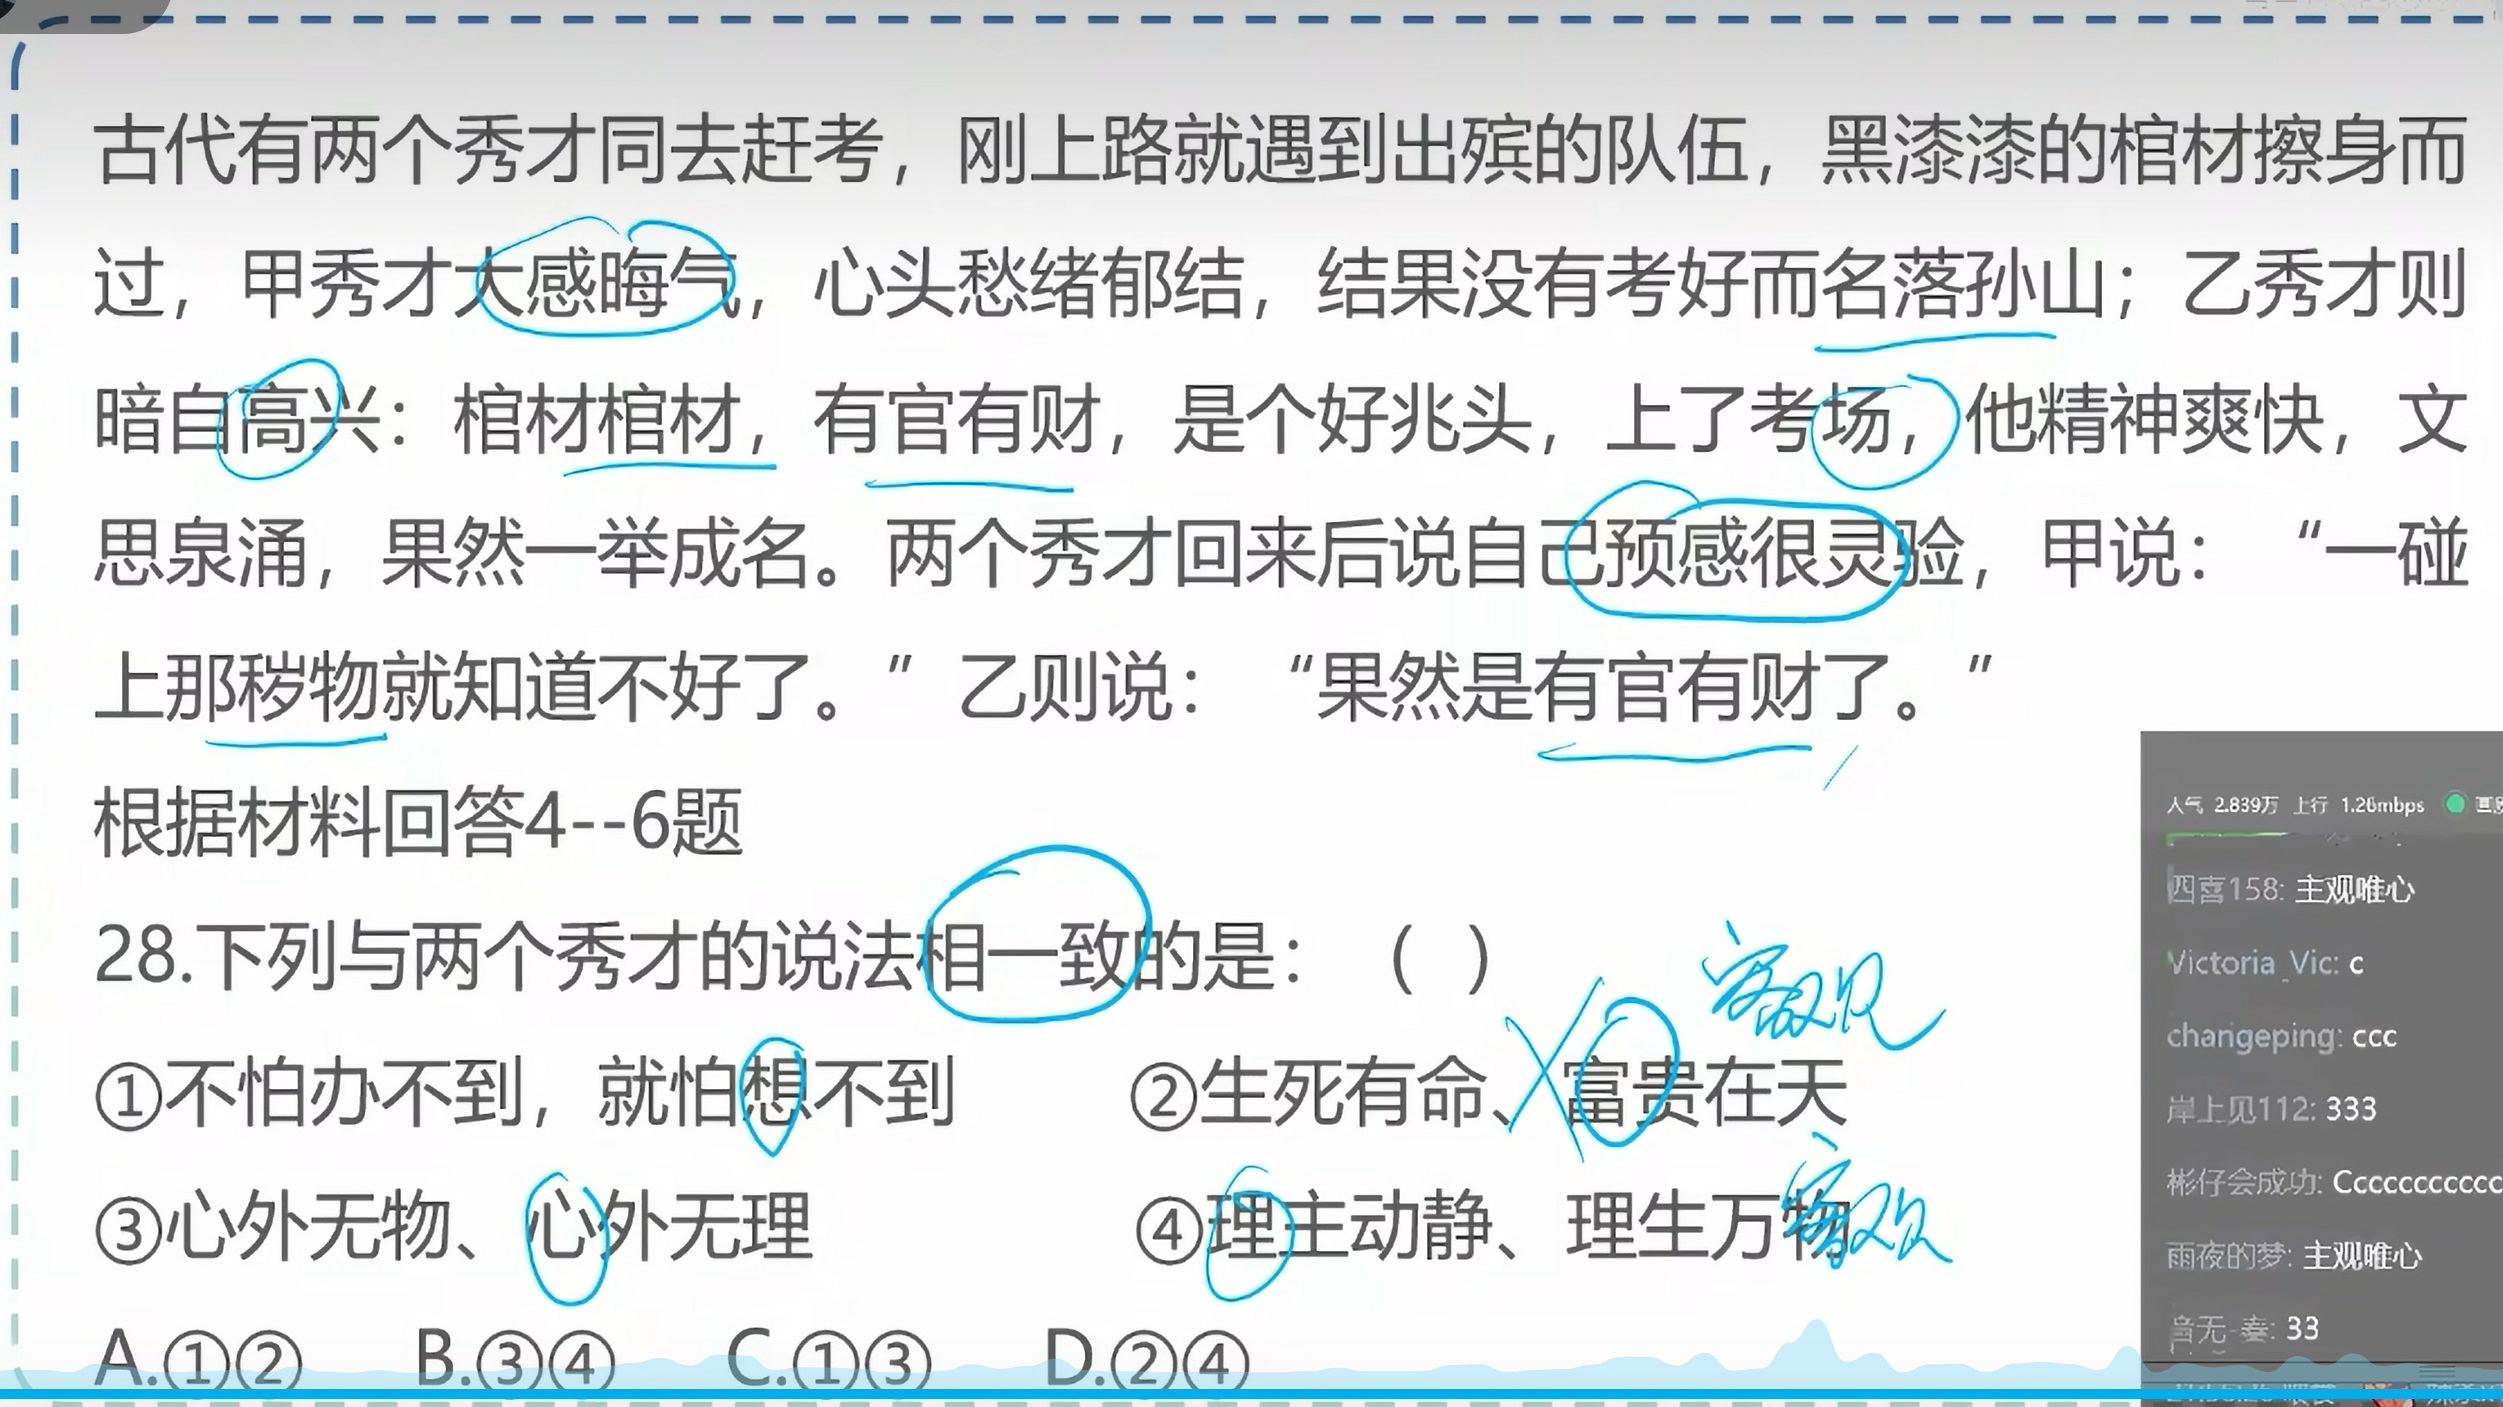 古代有两个秀才同去赶考，刚上路就遇到出殡的队伍，黑漆漆的棺材擦身而
过，甲秀才大感晦气，心头愁绪郁结，结果没有考好而名落孙山；乙秀才则
暗自高兴：棺材棺材，有官有财，是个好兆头，上了考场，他精神爽快，文
思泉涌，果然一举成名。两个秀才回来后说自己预感很灵验，甲说：“一碰
上那秽物就知道不好了。”乙则说：“果然是有官有财了。”
根据材料回答4--6题
28.下列与两个秀才的说法相一致的是：（ ）
客观
①不怕办不到，就怕想不到 ②生死有命、富贵在天
③心外无物、心外无理 ④理主动静、理生万物
客观
A.①② B.③④ C.①③ D.②④
人气 2.839万 上行 1.26mbps
四喜158: 主观唯心
Victoria_Vic: c
changeping: ccc
岸上见112: 333
彬仔会成功: Cccccccccccc
雨夜的梦: 主观唯心
33